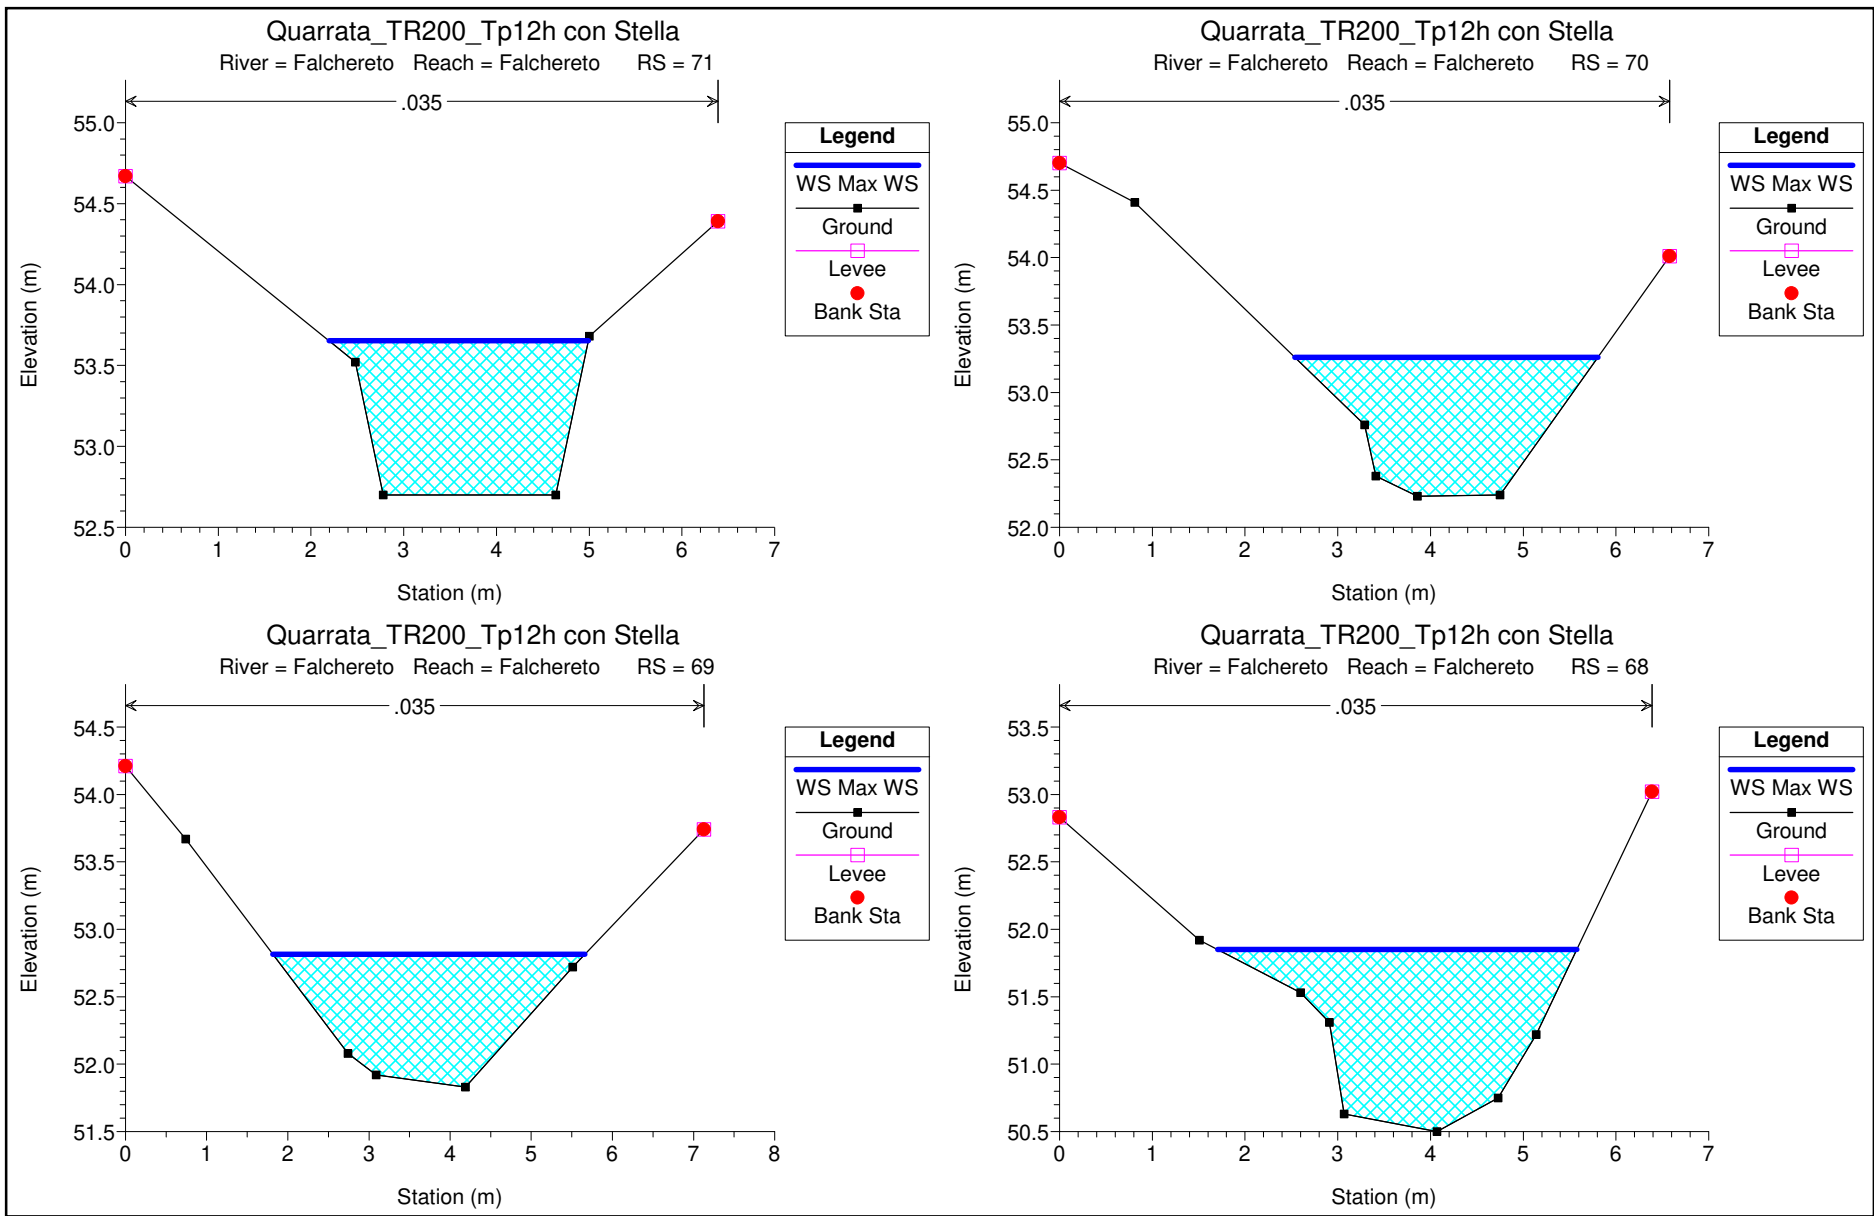 Quarrata_TR200_Tp12h con Stella
River = Falchereto Reach = Falchereto RS = 71
.035
55.0
54.5
54.0
53.5
53.0
52.5
Elevation (m)
0 1 2 3 4 5 6 7
Station (m)
Legend
WS Max WS
Ground
Levee
Bank Sta
Quarrata_TR200_Tp12h con Stella
River = Falchereto Reach = Falchereto RS = 70
.035
55.0
54.5
54.0
53.5
53.0
52.5
52.0
Elevation (m)
0 1 2 3 4 5 6 7
Station (m)
Legend
WS Max WS
Ground
Levee
Bank Sta
Quarrata_TR200_Tp12h con Stella
River = Falchereto Reach = Falchereto RS = 69
.035
54.5
54.0
53.5
53.0
52.5
52.0
51.5
Elevation (m)
0 1 2 3 4 5 6 7 8
Station (m)
Legend
WS Max WS
Ground
Levee
Bank Sta
Quarrata_TR200_Tp12h con Stella
River = Falchereto Reach = Falchereto RS = 68
.035
53.5
53.0
52.5
52.0
51.5
51.0
50.5
Elevation (m)
0 1 2 3 4 5 6 7
Station (m)
Legend
WS Max WS
Ground
Levee
Bank Sta